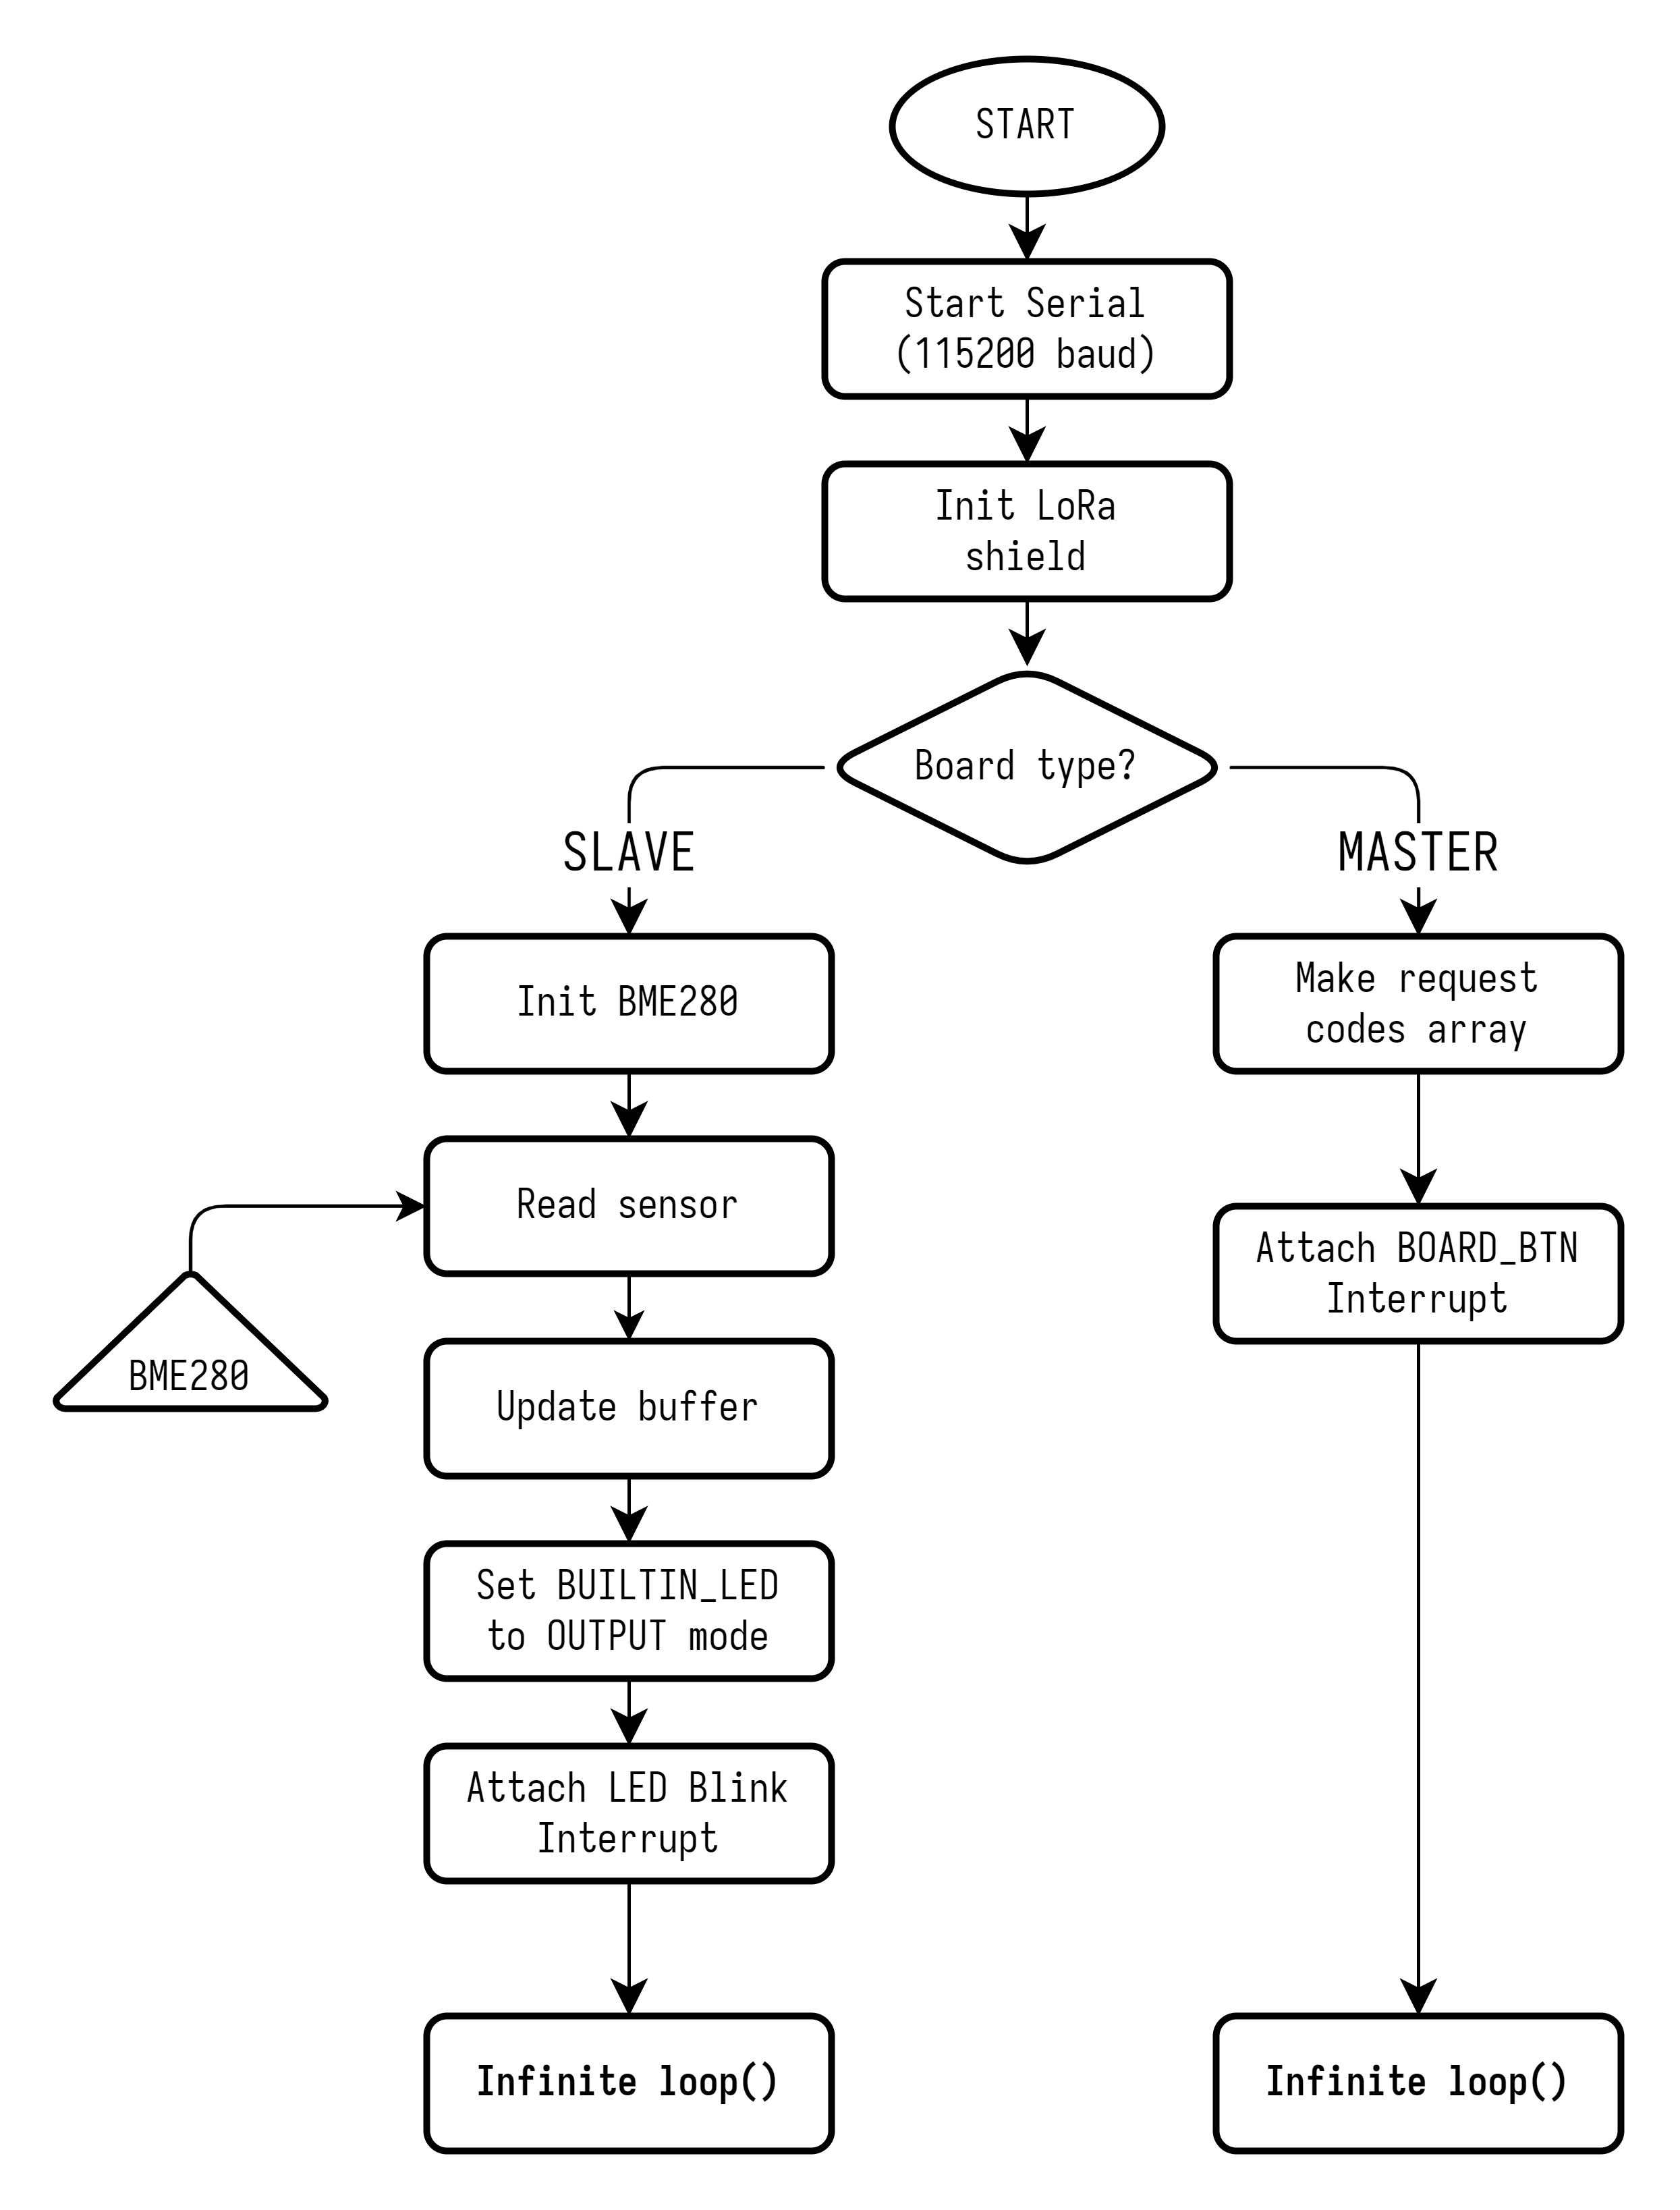 START
Start Serial
(115200 baud)
Init LoRa
shield
Board type?
SLAVE
MASTER
Init BME280
Make request
codes array
Read sensor
Attach BOARD_BTN
Interrupt
BME280
Update buffer
Set BUILTIN_LED
to OUTPUT mode
Attach LED Blink
Interrupt
Infinite loop()
Infinite loop()